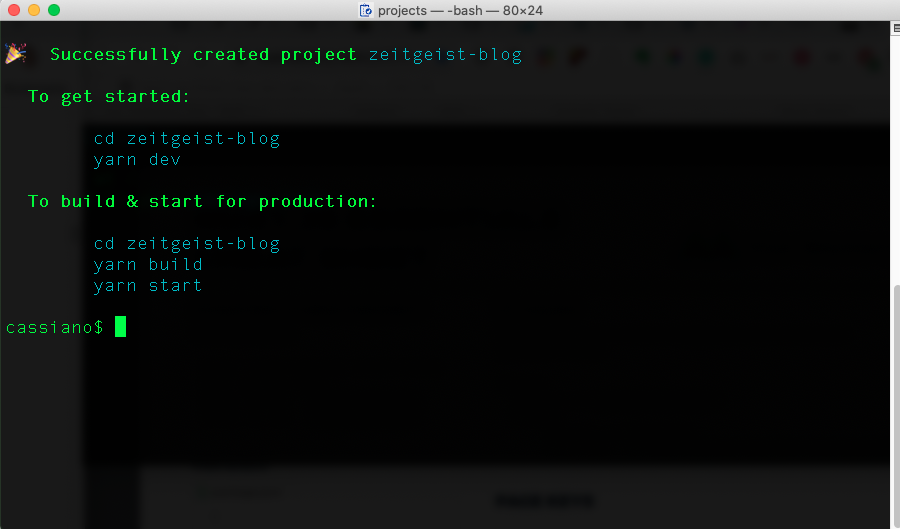 projects — -bash — 80×24
🎉 Successfully created project zeitgeist-blog
To get started:
cd zeitgeist-blog
yarn dev
To build & start for production:
cd zeitgeist-blog
yarn build
yarn start
cassiano$